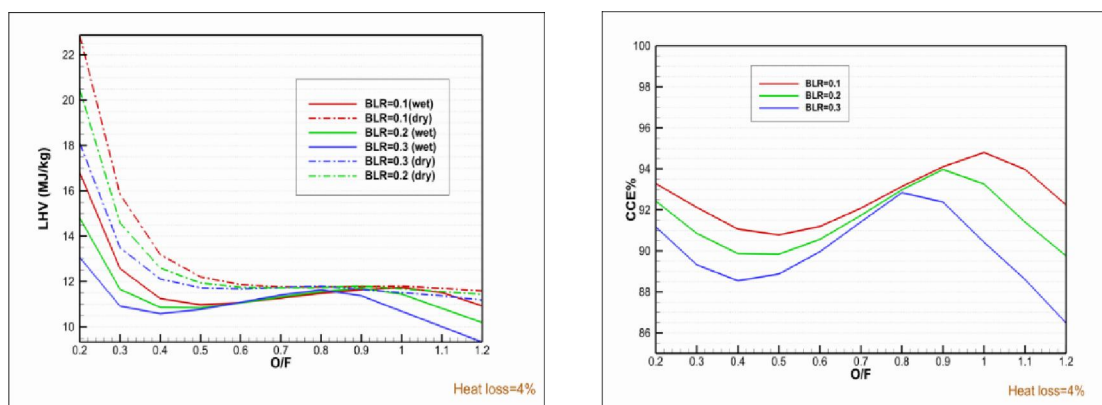 LHV (MJ/kg)
22
20
18
16
14
12
10
0.2 0.3 0.4 0.5 0.6 0.7 0.8 0.9 1 1.1 1.2
O/F
BLR=0.1(wet)
BLR=0.1(dry)
BLR=0.2 (wet)
BLR=0.3 (wet)
BLR=0.3 (dry)
BLR=0.2 (dry)
Heat loss=4%
CCE%
100
98
96
94
92
90
88
86
0.2 0.3 0.4 0.5 0.6 0.7 0.8 0.9 1 1.1 1.2
O/F
BLR=0.1
BLR=0.2
BLR=0.3
Heat loss=4%